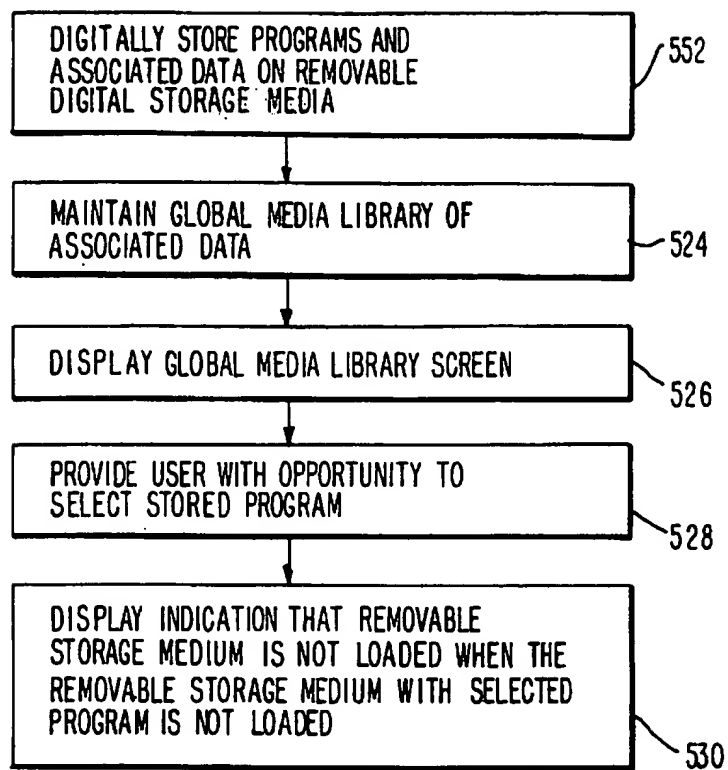 DIGITALLY STORE PROGRAMS AND
ASSOCIATED DATA ON REMOVABLE
DIGITAL STORAGE MEDIA
552
MAINTAIN GLOBAL MEDIA LIBRARY OF
ASSOCIATED DATA
524
DISPLAY GLOBAL MEDIA LIBRARY SCREEN
526
PROVIDE USER WITH OPPORTUNITY TO
SELECT STORED PROGRAM
528
DISPLAY INDICATION THAT REMOVABLE
STORAGE MEDIUM IS NOT LOADED WHEN THE
REMOVABLE STORAGE MEDIUM WITH SELECTED
PROGRAM IS NOT LOADED
530